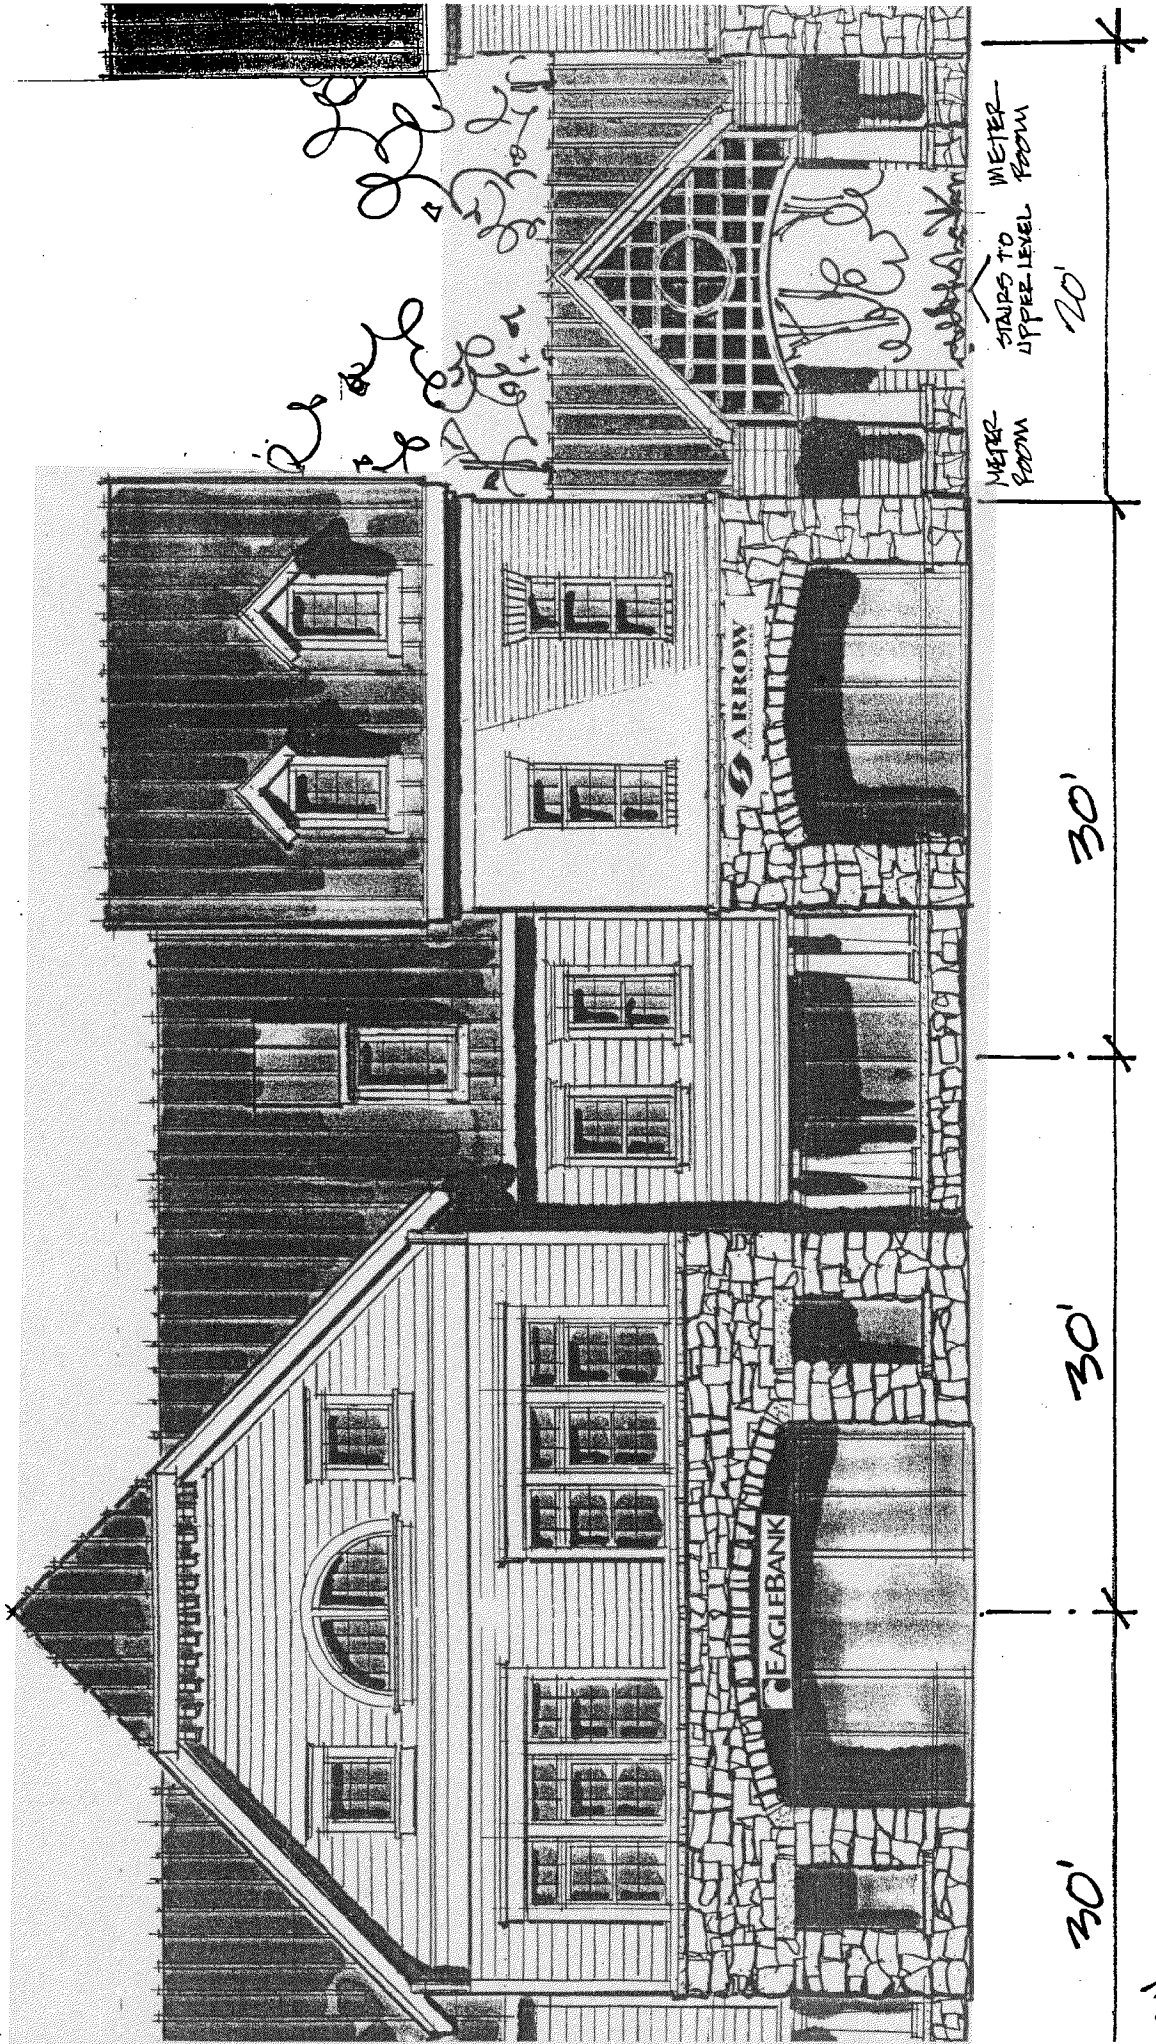 EAGLEBANK
ARROW
METER
ROOM
STAIRS TO
UPPER LEVEL
METER
ROOM
30'
30'
30'
20'